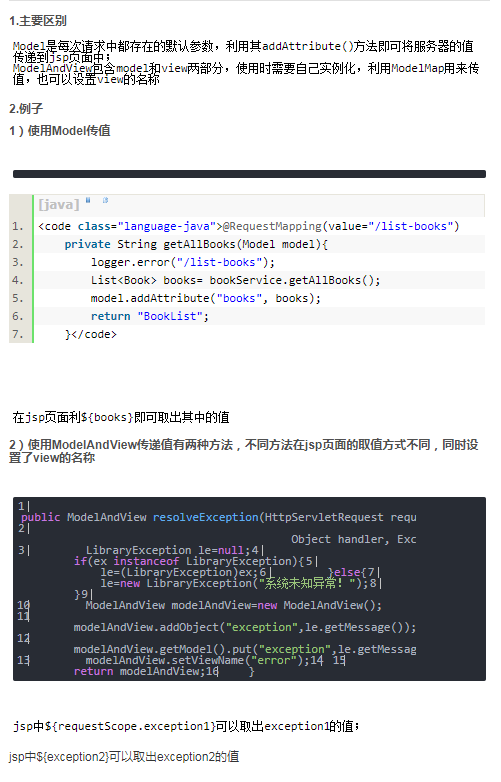 1.主要区别
Model是每次请求中都存在的默认参数，利用其addAttribute()方法即可将服务器的值
传递到jsp页面中；
ModelAndView包含model和view两部分，使用时需要自己实例化，利用ModelMap用来传
值，也可以设置view的名称
2.例子
1）使用Model传值
[java]
1. <code class="language-java">@RequestMapping(value="/list-books")
2. private String getAllBooks(Model model){
3. logger.error("/list-books");
4. List<Book> books= bookService.getAllBooks();
5. model.addAttribute("books", books);
6. return "BookList";
7. }</code>
在jsp页面利${books}即可取出其中的值
2）使用ModelAndView传递值有两种方法，不同方法在jsp页面的取值方式不同，同时设
置了view的名称
1|
public ModelAndView resolveException(HttpServletRequest requ
2|
Object handler, Exc
3| LibraryException le=null;4|
if(ex instanceof LibraryException){5|
le=(LibraryException)ex;6| }else{7|
le=new LibraryException("系统未知异常！");8|
}9|
10| ModelAndView modelAndView=new ModelAndView();
11|
modelAndView.addObject("exception",le.getMessage());
12|
modelAndView.getModel().put("exception",le.getMessag
13| modelAndView.setViewName("error");14| 15|
return modelAndView;16| }
jsp中${requestScope.exception1}可以取出exception1的值；
jsp中${exception2}可以取出exception2的值